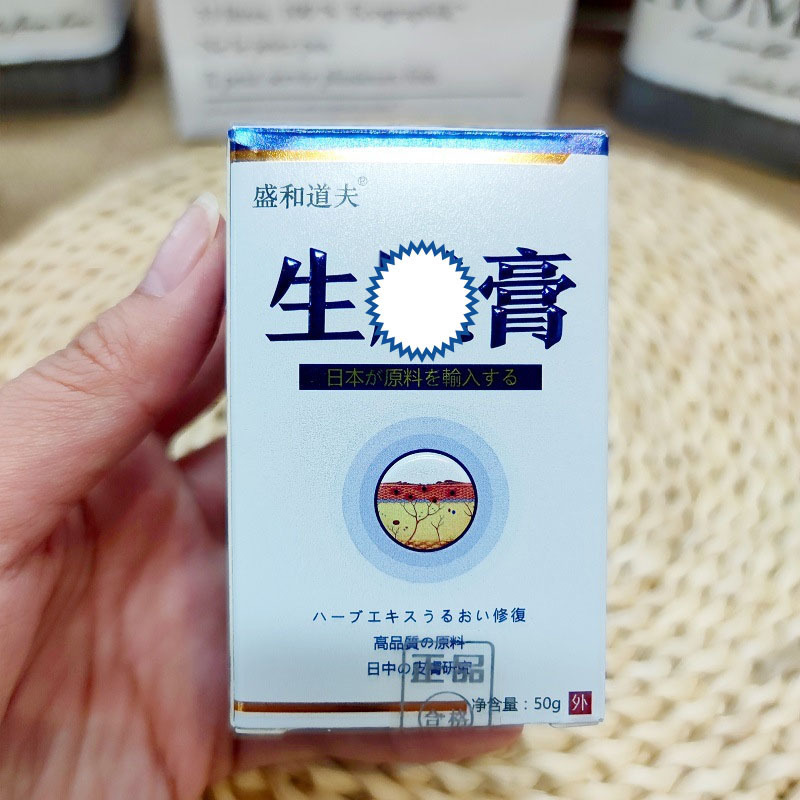 盛和道夫®
生 膏
日本が原料を輸入する
ハーブエキスうるおい修復
高品質の原料
日中の皮膚研究
正品
合格
净含量：50g 外
HOM